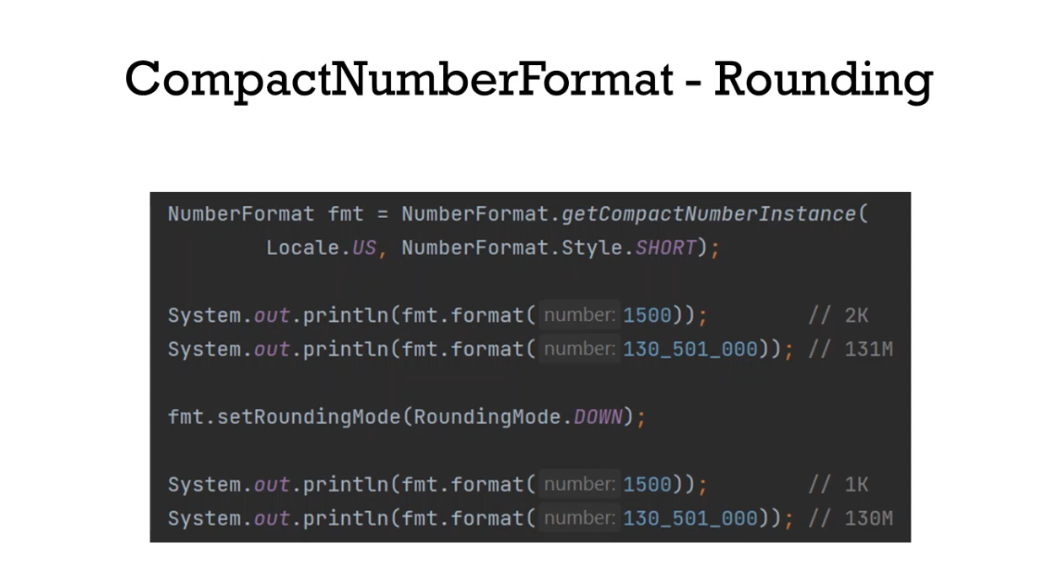 CompactNumberFormat - Rounding
NumberFormat fmt = NumberFormat.getCompactNumberInstance(
Locale.US, NumberFormat.Style.SHORT);
System.out.println(fmt.format( number: 1500)); // 2K
System.out.println(fmt.format( number: 130_501_000)); // 131M
fmt.setRoundingMode(RoundingMode.DOWN);
System.out.println(fmt.format( number: 1500)); // 1K
System.out.println(fmt.format( number: 130_501_000)); // 130M